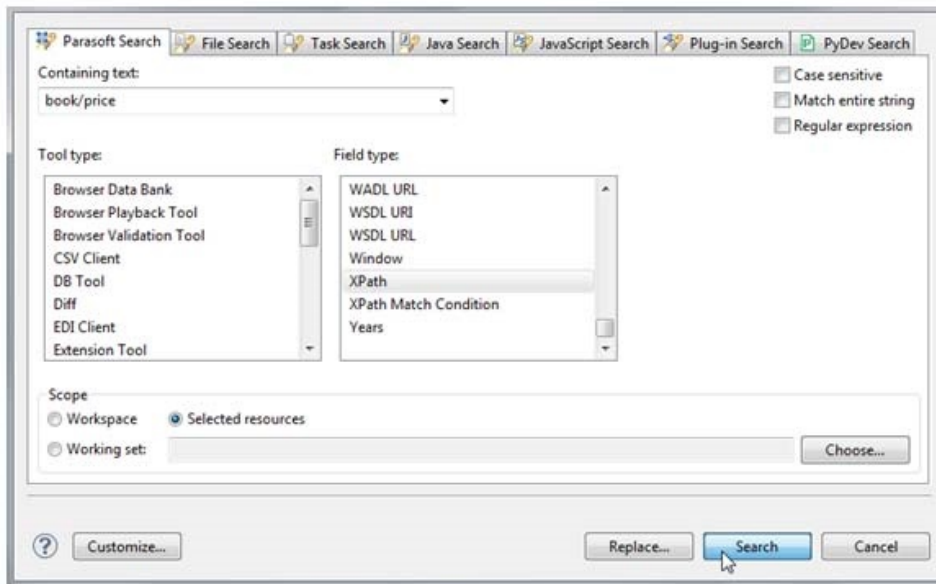 Parasoft Search File Search Task Search Java Search JavaScript Search Plug-in Search PyDev Search
Containing text:
book/price
Case sensitive
Match entire string
Regular expression
Tool type:
Browser Data Bank
Browser Playback Tool
Browser Validation Tool
CSV Client
DB Tool
Diff
EDI Client
Extension Tool
Field type:
WADL URL
WSDL URI
WSDL URL
Window
XPath
XPath Match Condition
Years
Scope
Workspace Selected resources
Working set: Choose...
? Customize... Replace... Search Cancel